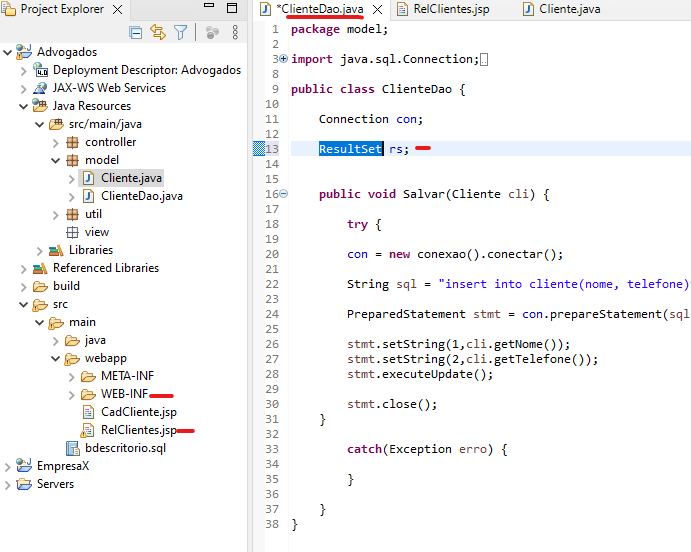 Project Explorer
Advogados
Deployment Descriptor: Advogados
JAX-WS Web Services
Java Resources
src/main/java
controller
model
Cliente.java
ClienteDao.java
util
view
Libraries
Referenced Libraries
build
src
main
java
webapp
META-INF
WEB-INF
CadCliente.jsp
RelClientes.jsp
bdescritorio.sql
EmpresaX
Servers
*ClienteDao.java RelClientes.jsp Cliente.java
1 package model;
2
3 import java.sql.Connection;
8
9 public class ClienteDao {
10
11 Connection con;
12
13 ResultSet rs;
14
15
16 public void Salvar(Cliente cli) {
17
18 try {
19
20 con = new conexao().conectar();
21
22 String sql = "insert into cliente(nome, telefone)
23
24 PreparedStatement stmt = con.prepareStatement(sql
25
26 stmt.setString(1,cli.getNome());
27 stmt.setString(2,cli.getTelefone());
28 stmt.executeUpdate();
29
30 stmt.close();
31 }
32
33 catch(Exception erro) {
34
35 }
36
37 }
38 }